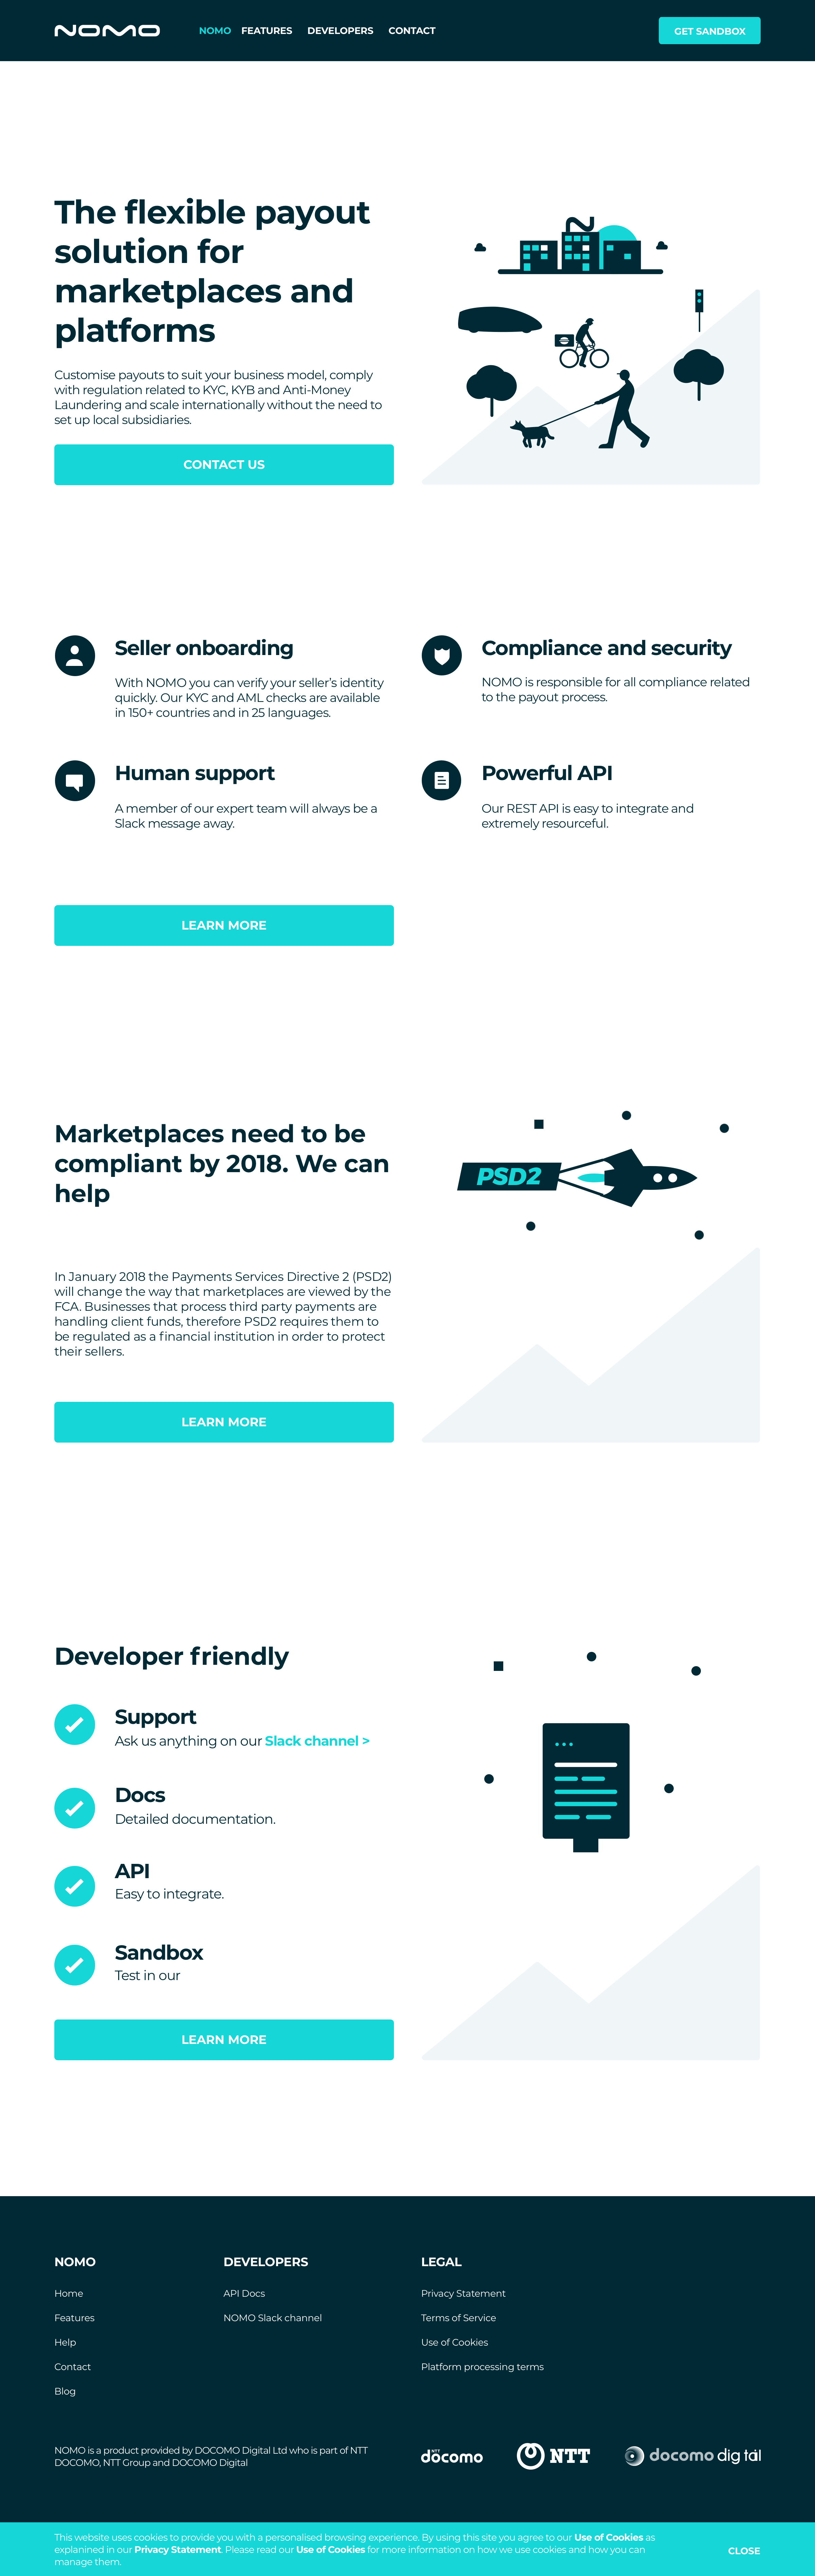 NOMO
NOMO FEATURES DEVELOPERS CONTACT
GET SANDBOX
The flexible payout
solution for
marketplaces and
platforms
Customise payouts to suit your business model, comply
with regulation related to KYC, KYB and Anti-Money
Laundering and scale internationally without the need to
set up local subsidiaries.
CONTACT US
Seller onboarding
With NOMO you can verify your seller's identity
quickly. Our KYC and AML checks are available
in 150+ countries and in 25 languages.
Compliance and security
NOMO is responsible for all compliance related
to the payout process.
Human support
A member of our expert team will always be a
Slack message away.
Powerful API
Our REST API is easy to integrate and
extremely resourceful.
LEARN MORE
Marketplaces need to be
compliant by 2018. We can
help
PSD2
In January 2018 the Payments Services Directive 2 (PSD2)
will change the way that marketplaces are viewed by the
FCA. Businesses that process third party payments are
handling client funds, therefore PSD2 requires them to
be regulated as a financial institution in order to protect
their sellers.
LEARN MORE
Developer friendly
Support
Ask us anything on our Slack channel >
Docs
Detailed documentation.
API
Easy to integrate.
Sandbox
Test in our
LEARN MORE
NOMO
Home
Features
Help
Contact
Blog
DEVELOPERS
API Docs
NOMO Slack channel
LEGAL
Privacy Statement
Terms of Service
Use of Cookies
Platform processing terms
NOMO is a product provided by DOCOMO Digital Ltd who is part of NTT
DOCOMO, NTT Group and DOCOMO Digital
NTT
döcomo
NTT
docomo digital
This website uses cookies to provide you with a personalised browsing experience. By using this site you agree to our Use of Cookies as
explanined in our Privacy Statement. Please read our Use of Cookies for more information on how we use cookies and how you can
manage them.
CLOSE